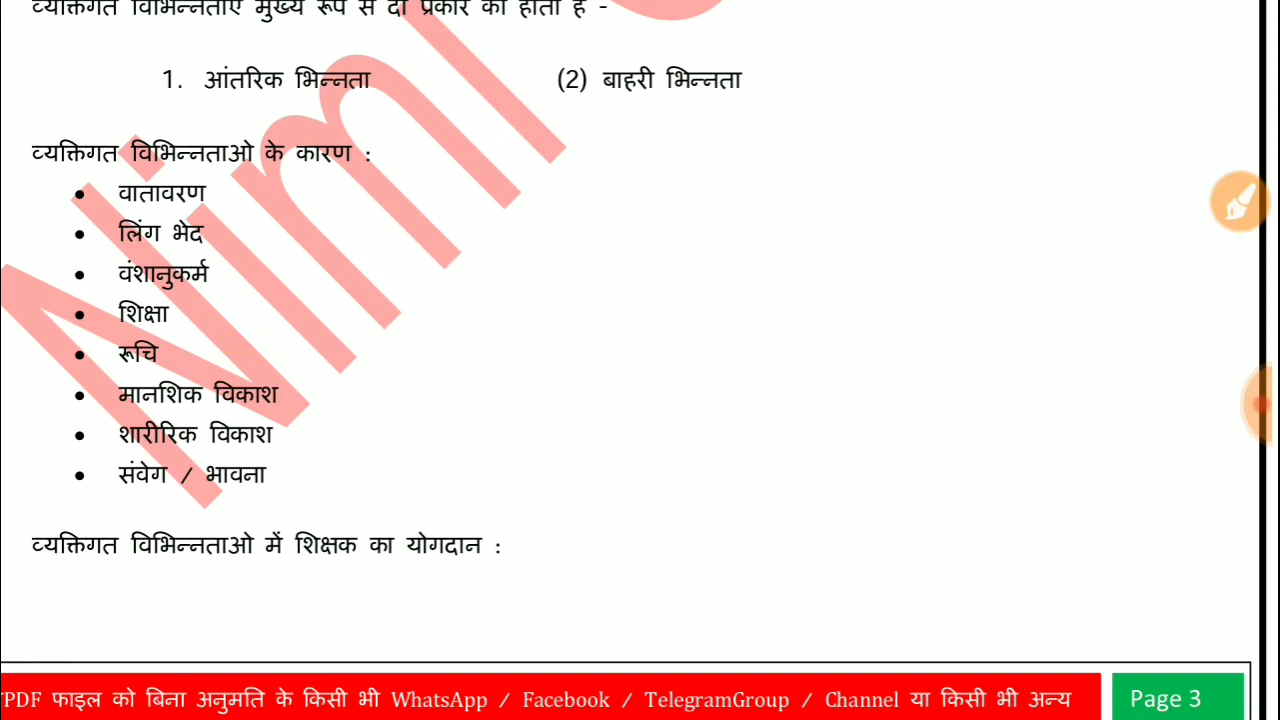 व्यक्तिगत विभिन्नताएं मुख्य रूप से दो प्रकार की होती है -
1. आंतरिक भिन्नता (2) बाहरी भिन्नता
व्यक्तिगत विभिन्नताओ के कारण :
• वातावरण
• लिंग भेद
• वंशानुकर्म
• शिक्षा
• रूचि
• मानशिक विकाश
• शारीरिक विकाश
• संवेग / भावना
व्यक्तिगत विभिन्नताओ में शिक्षक का योगदान :
PDF फाइल को बिना अनुमति के किसी भी WhatsApp / Facebook / TelegramGroup / Channel या किसी भी अन्य
Page 3